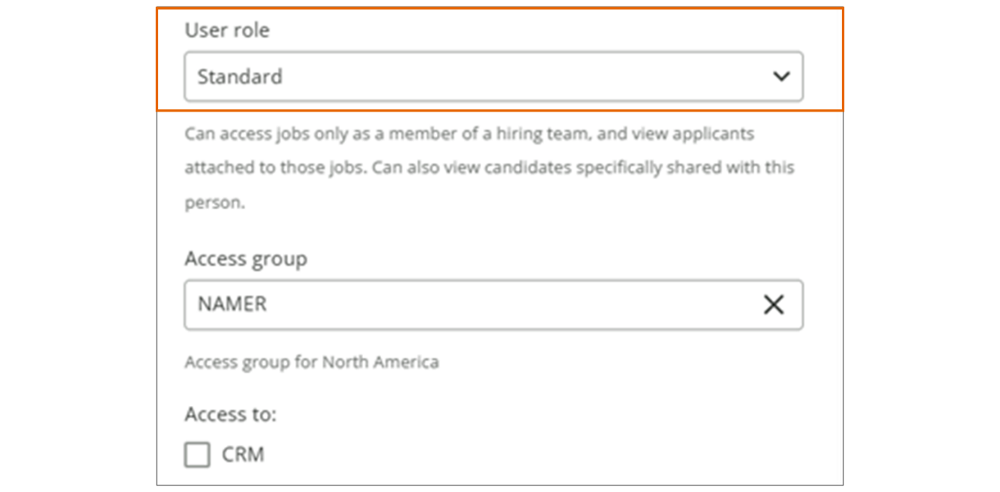 User role
Standard
Can access jobs only as a member of a hiring team, and view applicants
attached to those jobs. Can also view candidates specifically shared with this
person.
Access group
NAMER
Access group for North America
Access to:
CRM